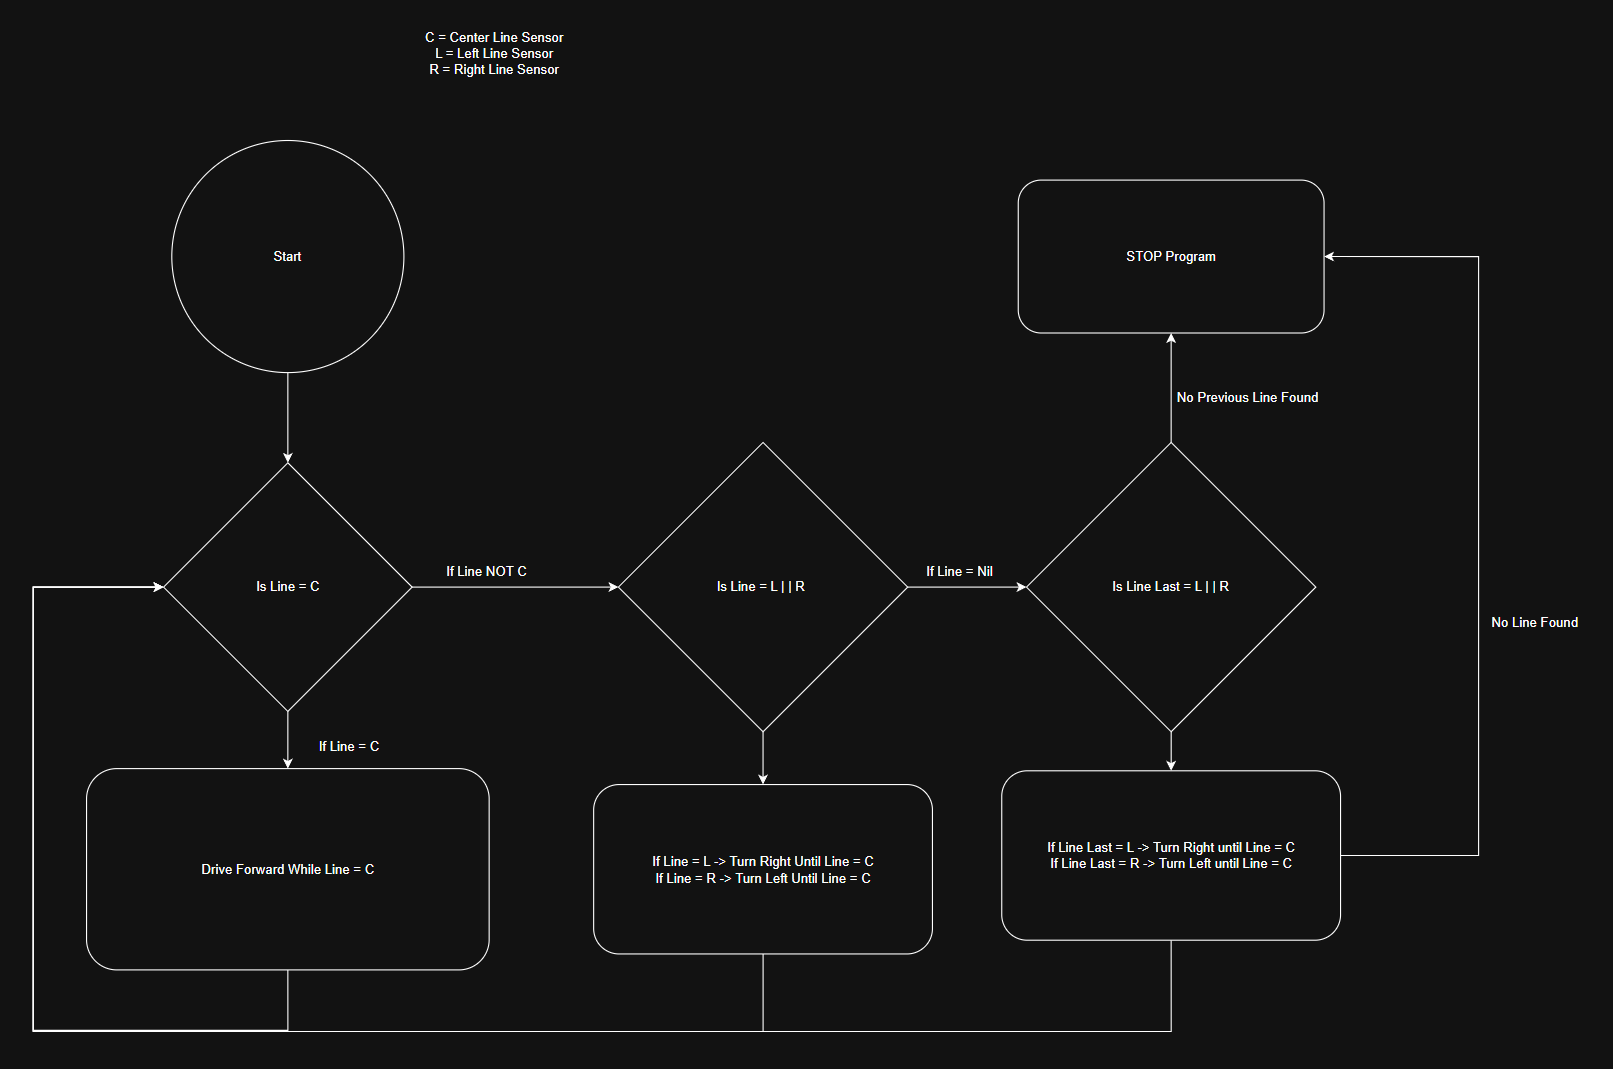 C = Center Line Sensor
L = Left Line Sensor
R = Right Line Sensor
Start
STOP Program
No Previous Line Found
If Line NOT C
If Line = Nil
Is Line = C
Is Line = L | | R
Is Line Last = L | | R
No Line Found
If Line = C
Drive Forward While Line = C
If Line = L -> Turn Right Until Line = C
If Line = R -> Turn Left Until Line = C
If Line Last = L -> Turn Right until Line = C
If Line Last = R -> Turn Left until Line = C